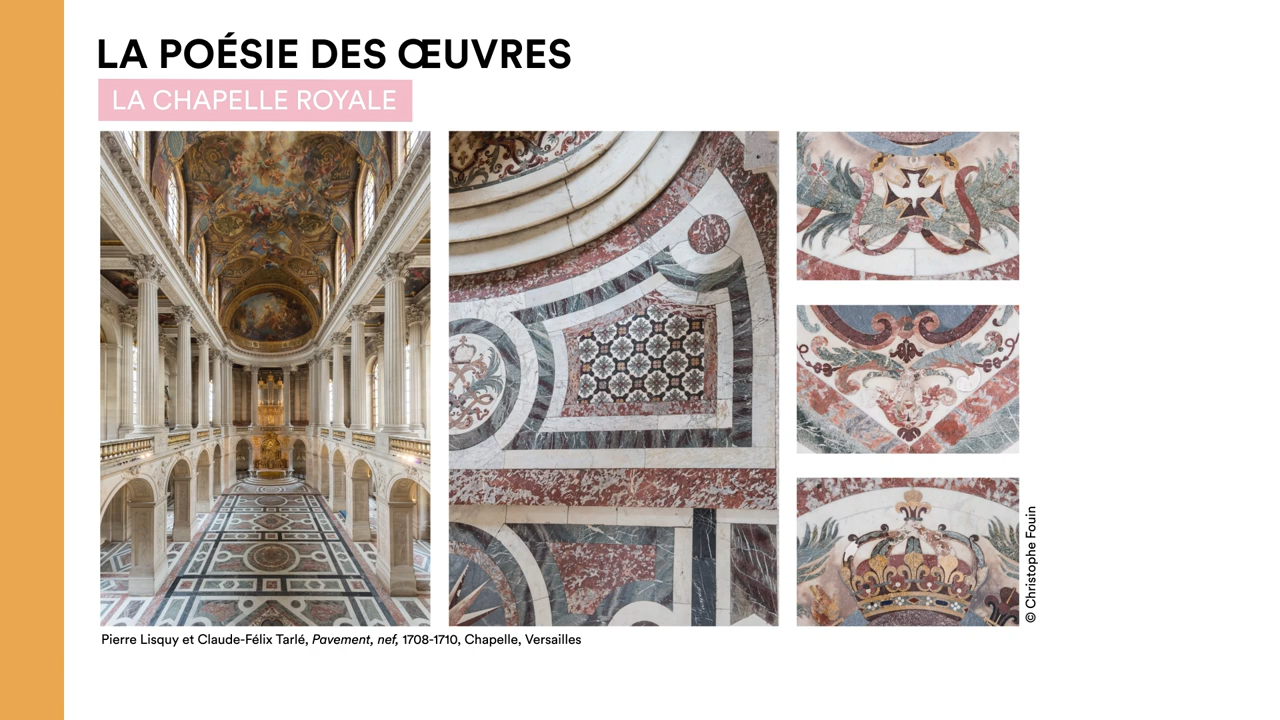 LA POÉSIE DES ŒUVRES
LA CHAPELLE ROYALE
© Christophe Fouin
Pierre Lisquy et Claude-Félix Tarlé, Pavement, nef, 1708-1710, Chapelle, Versailles